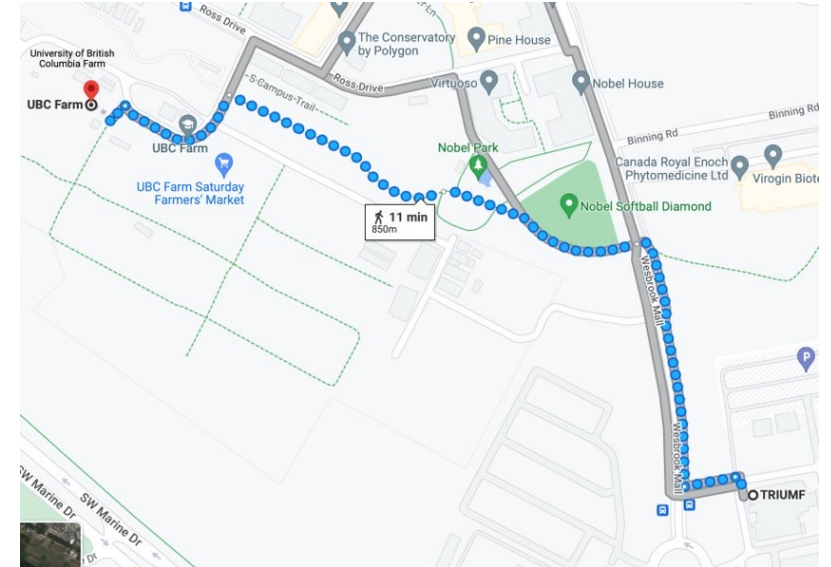 Ross Drive
The Conservatory
by Polygon
Pine House
University of British
Columbia Farm
UBC Farm
S Campus Trail
Ross Drive
Virtuoso
Nobel House
Binning Rd
Binning Rd
UBC Farm
Nobel Park
Canada Royal Enoch
Phytomedicine Ltd
Virogin Biote
UBC Farm Saturday
Farmers' Market
Nobel Softball Diamond
11 min
850m
Wesbrook Mall
P
Wesbrook Mall
TRIUMF
SW Marine Dr
SW Marine Dr
Dr